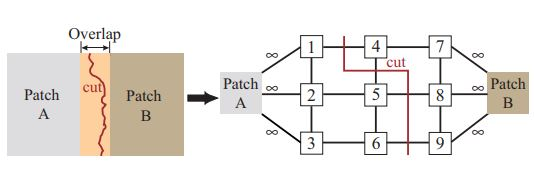 Overlap
Patch
A
cut
Patch
B
Patch
A
∞
∞
∞
1
4
7
cut
2
5
8
3
6
9
∞
∞
∞
Patch
B